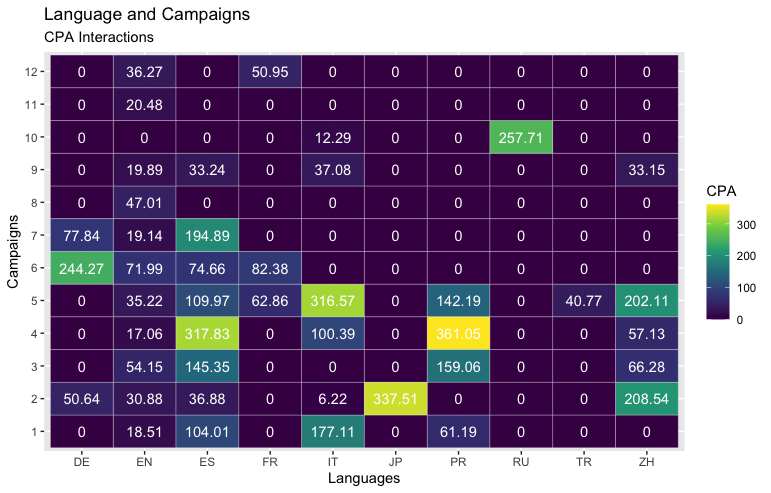 Language and Campaigns
CPA Interactions
12 0 36.27 0 50.95 0 0 0 0 0 0
11 0 20.48 0 0 0 0 0 0 0 0
10 0 0 0 0 12.29 0 0 257.71 0 0
9 0 19.89 33.24 0 37.08 0 0 0 0 33.15
8 0 47.01 0 0 0 0 0 0 0 0
7 77.84 19.14 194.89 0 0 0 0 0 0 0
6 244.27 71.99 74.66 82.38 0 0 0 0 0 0
5 0 35.22 109.97 62.86 316.57 0 142.19 0 40.77 202.11
4 0 17.06 317.83 0 100.39 0 361.05 0 0 57.13
3 0 54.15 145.35 0 0 0 159.06 0 0 66.28
2 50.64 30.88 36.88 0 6.22 337.51 0 0 0 208.54
1 0 18.51 104.01 0 177.11 0 61.19 0 0 0
DE EN ES FR IT JP PR RU TR ZH
Languages
Campaigns
CPA
300
200
100
0